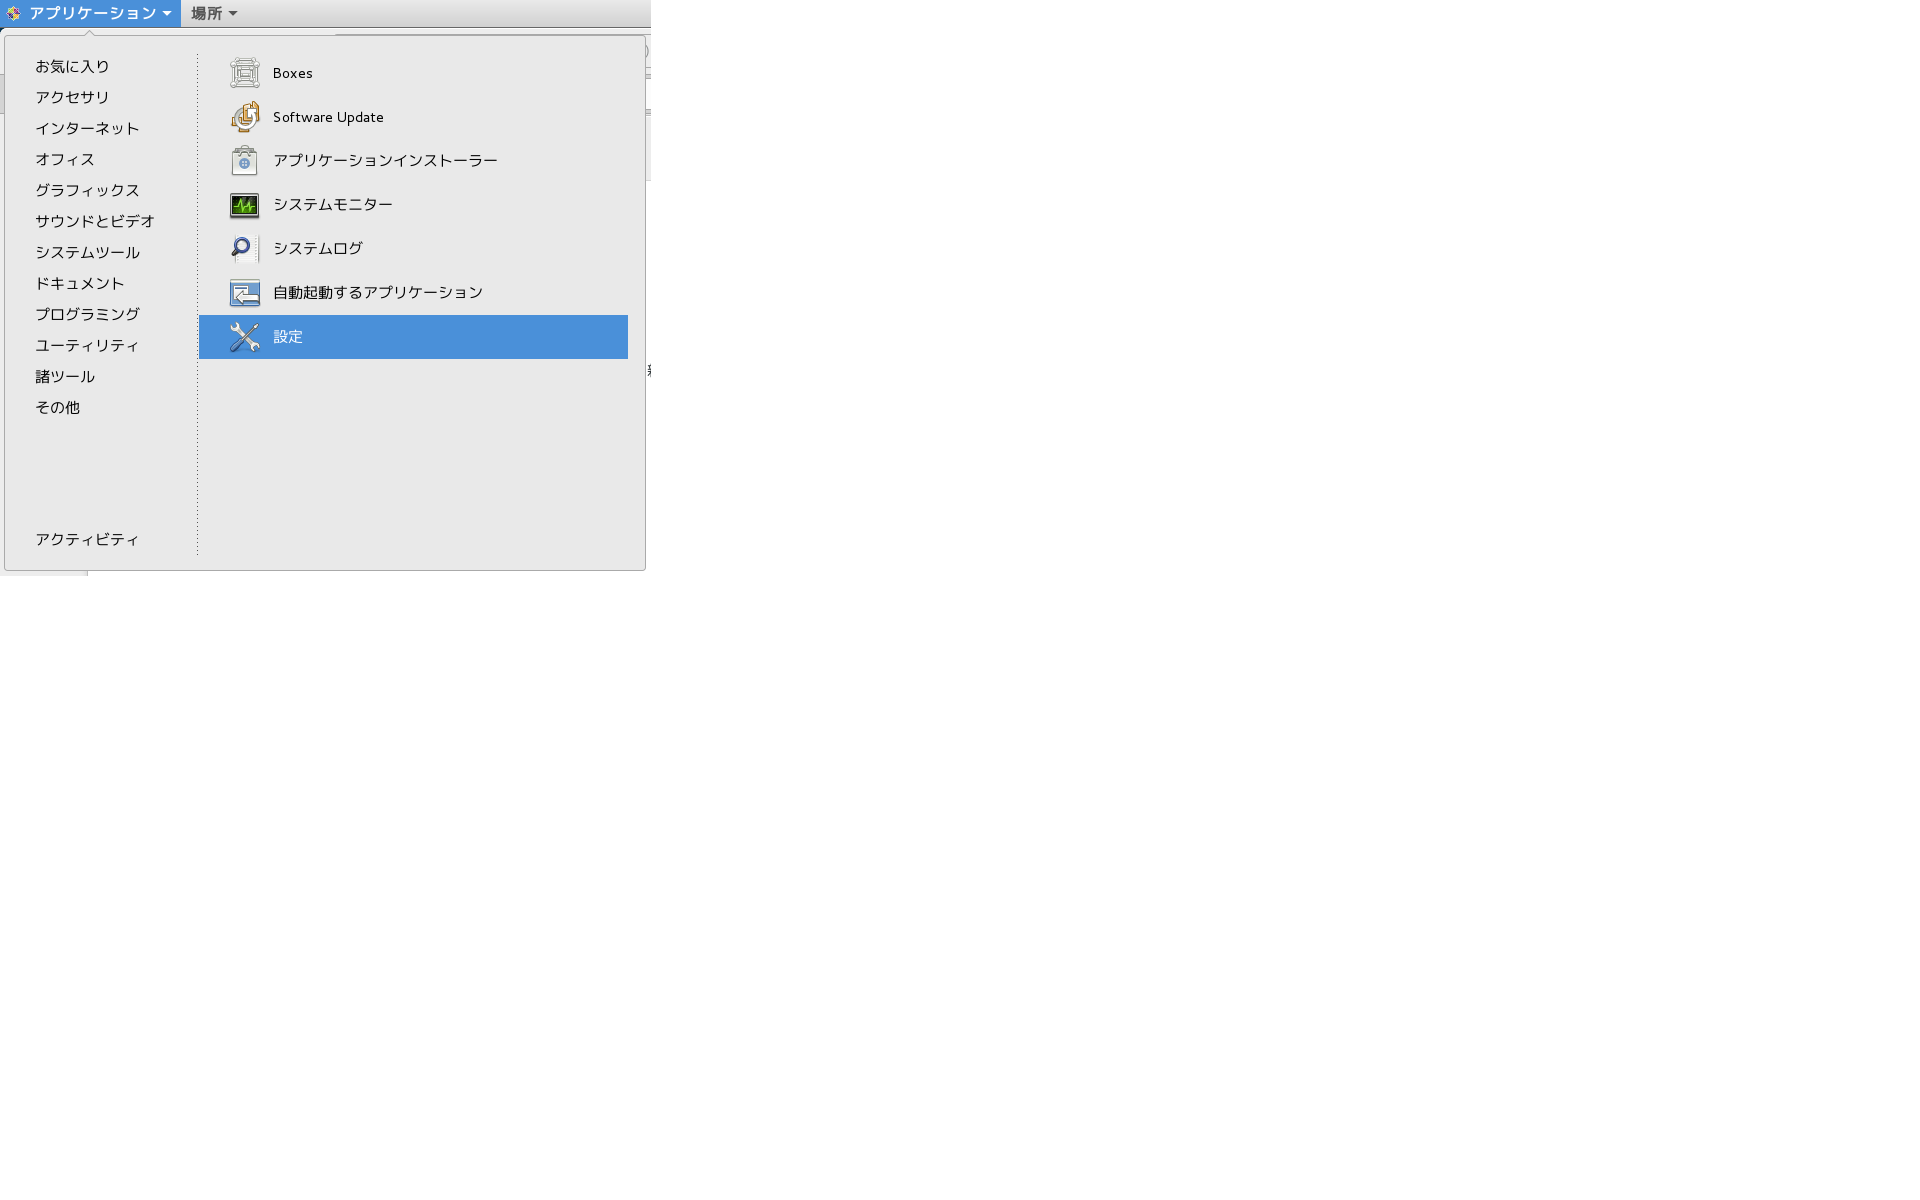 アプリケーション 場所
お気に入り
アクセサリ
インターネット
オフィス
グラフィックス
サウンドとビデオ
システムツール
ドキュメント
プログラミング
ユーティリティ
諸ツール
その他
アクティビティ
Boxes
Software Update
アプリケーションインストーラー
システムモニター
システムログ
自動起動するアプリケーション
設定